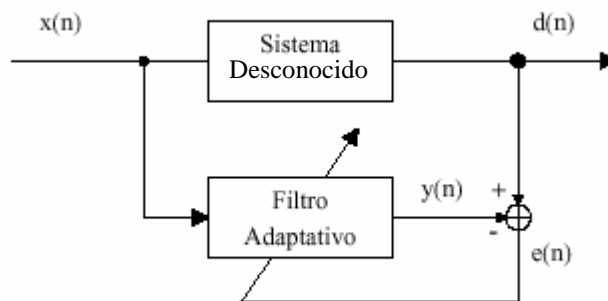 x(n)
Sistema
Desconocido
d(n)
Filtro
Adaptativo
y(n)
+
-
e(n)